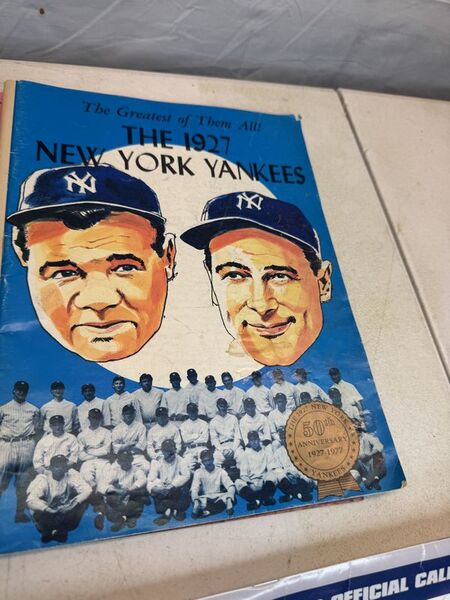 The Greatest of Them All!
THE 1927
NEW YORK YANKEES
NY
NY
THE 1927 NEW YORK
50th
ANNIVERSARY
1927-1977
YANKEES
OFFICIAL CAL